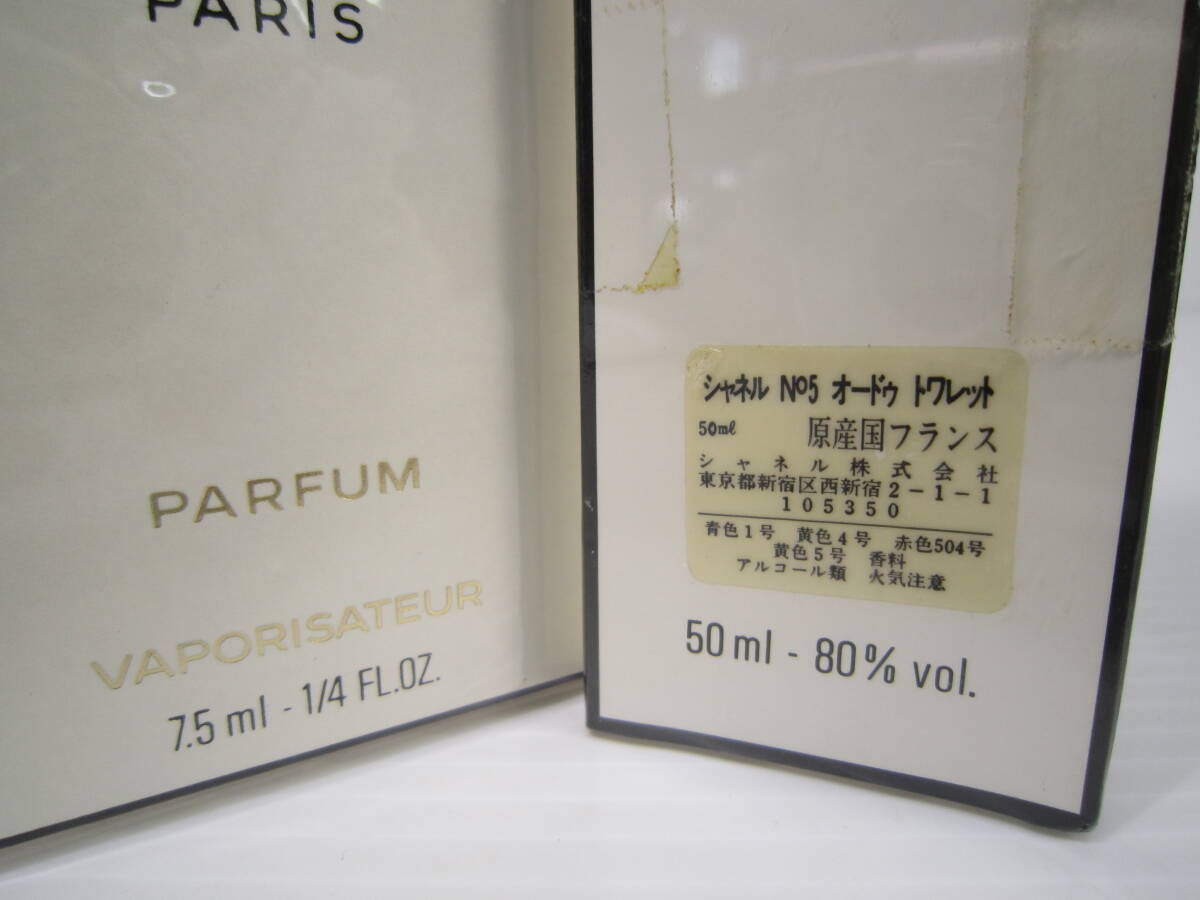 PARIS
PARFUM
VAPORISATEUR
7.5 ml - 1/4 FL.OZ.
シャネル Nº5 オードゥ トワレット
50mℓ 原産国フランス
シャネル株式会社
東京都新宿区西新宿2-1-1
105350
青色1号 黄色4号 赤色504号
黄色5号 香料
アルコール類 火気注意
50 ml - 80% vol.